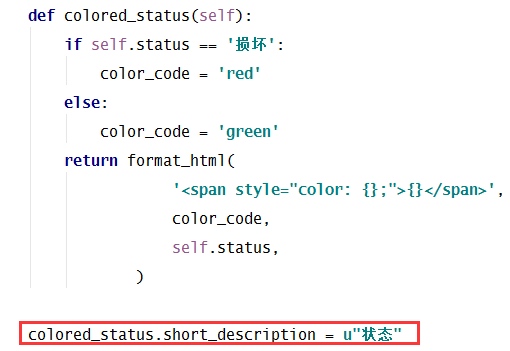 def colored_status(self):
if self.status == '损坏':
color_code = 'red'
else:
color_code = 'green'
return format_html(
'<span style="color: {};">{}</span>',
color_code,
self.status,
)
colored_status.short_description = u"状态"